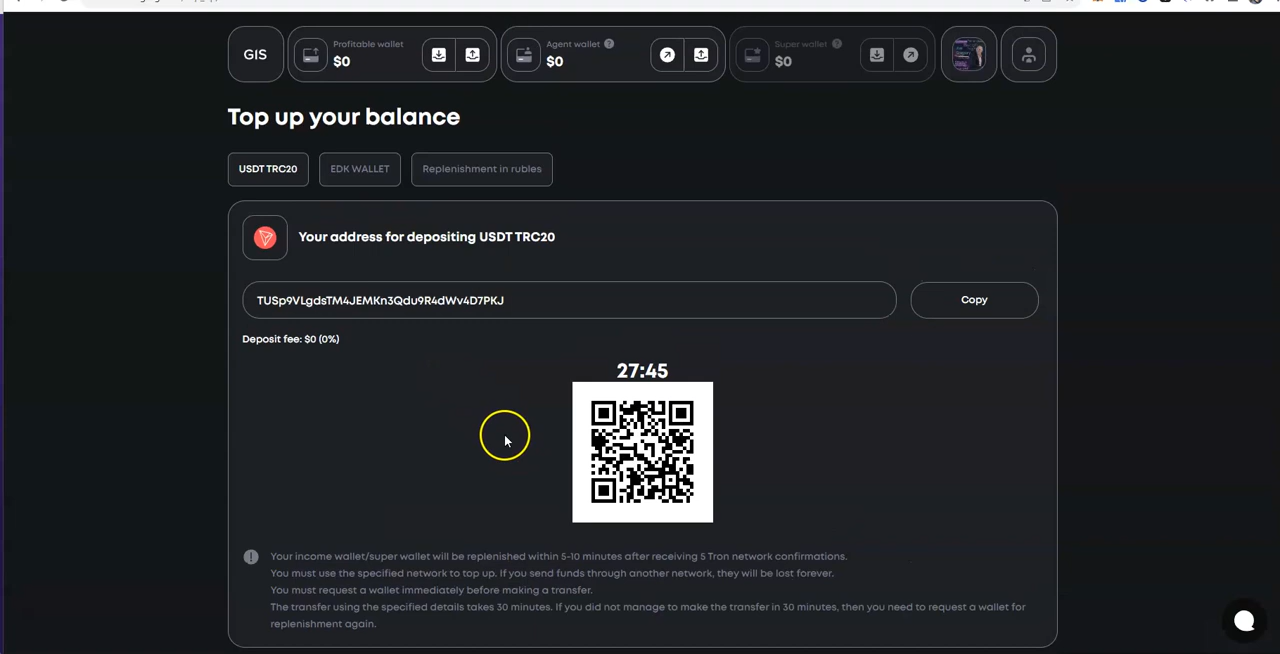 GIS
Profitable wallet
$0
Agent wallet
$0
Super wallet
$0
Top up your balance
USDT TRC20
EDK WALLET
Replenishment in rubles
Your address for depositing USDT TRC20
TUSp9VLgdsTM4JEMKn3Qdu9R4dWv4D7PKJ
Copy
Deposit fee: $0 (0%)
27:45
Your income wallet/super wallet will be replenished within 5-10 minutes after receiving 5 Tron network confirmations.
You must use the specified network to top up. If you send funds through another network, they will be lost forever.
You must request a wallet immediately before making a transfer.
The transfer using the specified details takes 30 minutes. If you did not manage to make the transfer in 30 minutes, then you need to request a wallet for
replenishment again.